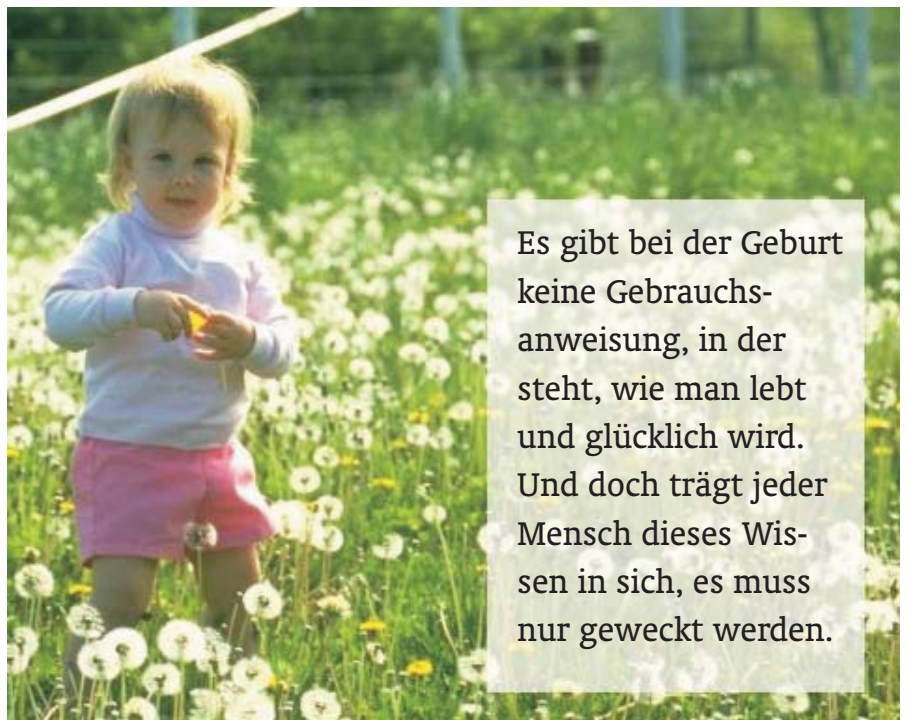 Es gibt bei der Geburt
keine Gebrauchs-
anweisung, in der
steht, wie man lebt
und glücklich wird.
Und doch trägt jeder
Mensch dieses Wis-
sen in sich, es muss
nur geweckt werden.